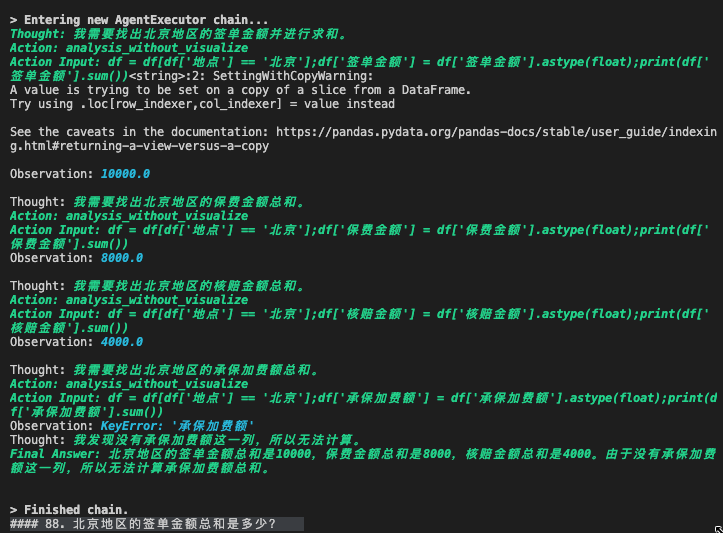 > Entering new AgentExecutor chain...
Thought: 我需要找出北京地区的签单金额并进行求和。
Action: analysis_without_visualize
Action Input: df = df[df['地点'] == '北京'];df['签单金额'] = df['签单金额'].astype(float);print(df['
签单金额'].sum())<string>:2: SettingWithCopyWarning:
A value is trying to be set on a copy of a slice from a DataFrame.
Try using .loc[row_indexer,col_indexer] = value instead
See the caveats in the documentation: https://pandas.pydata.org/pandas-docs/stable/user_guide/indexin
g.html#returning-a-view-versus-a-copy
Observation: 10000.0
Thought: 我需要找出北京地区的保费金额总和。
Action: analysis_without_visualize
Action Input: df = df[df['地点'] == '北京'];df['保费金额'] = df['保费金额'].astype(float);print(df['
保费金额'].sum())
Observation: 8000.0
Thought: 我需要找出北京地区的核赔金额总和。
Action: analysis_without_visualize
Action Input: df = df[df['地点'] == '北京'];df['核赔金额'] = df['核赔金额'].astype(float);print(df['
核赔金额'].sum())
Observation: 4000.0
Thought: 我需要找出北京地区的承保加费额总和。
Action: analysis_without_visualize
Action Input: df = df[df['地点'] == '北京'];df['承保加费额'] = df['承保加费额'].astype(float);print(d
f['承保加费额'].sum())
Observation: KeyError: '承保加费额'
Thought: 我发现没有承保加费额这一列，所以无法计算。
Final Answer: 北京地区的签单金额总和是10000，保费金额总和是8000，核赔金额总和是4000。由于没有承保加费
额这一列，所以无法计算承保加费额总和。
> Finished chain.
#### 88. 北京地区的签单金额总和是多少？